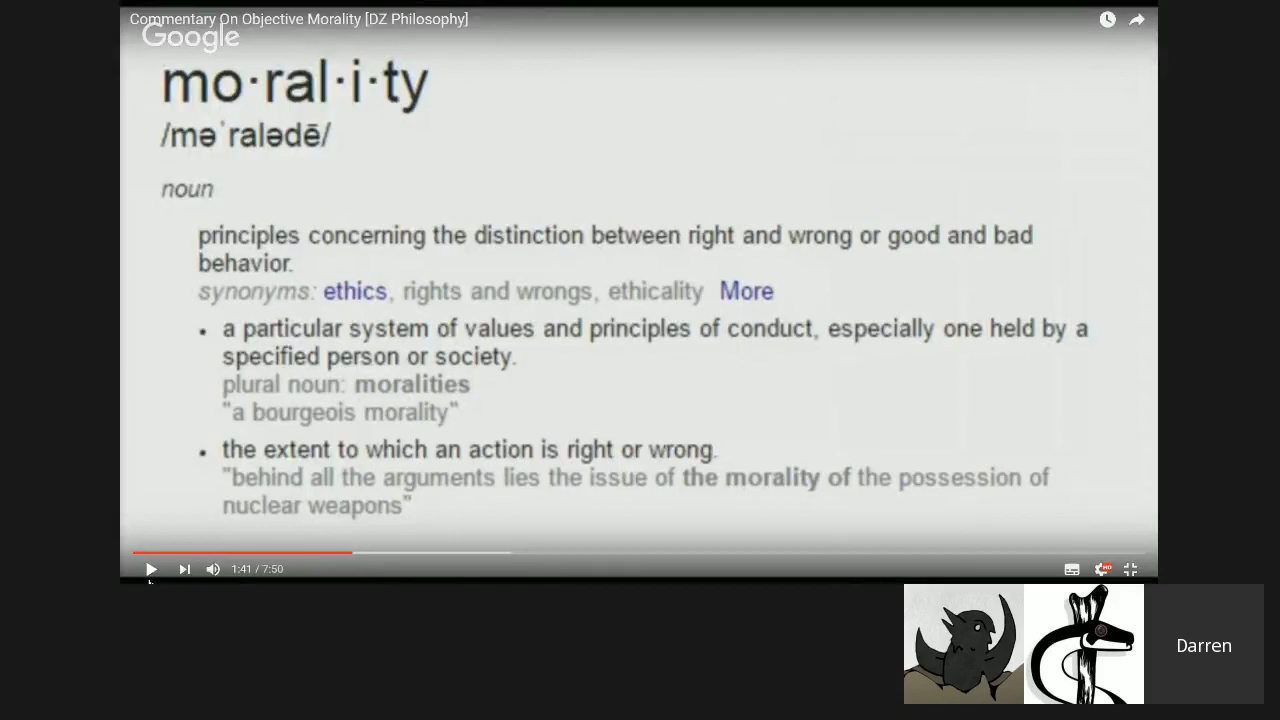 Commentary On Objective Morality [DZ Philosophy]
Google
mo·ral·i·ty
/məˈralədē/
noun
principles concerning the distinction between right and wrong or good and bad
behavior.
synonyms: ethics, rights and wrongs, ethicality More
• a particular system of values and principles of conduct, especially one held by a
specified person or society.
plural noun: moralities
"a bourgeois morality"
• the extent to which an action is right or wrong.
"behind all the arguments lies the issue of the morality of the possession of
nuclear weapons"
1:41 / 7:50
HD
Darren